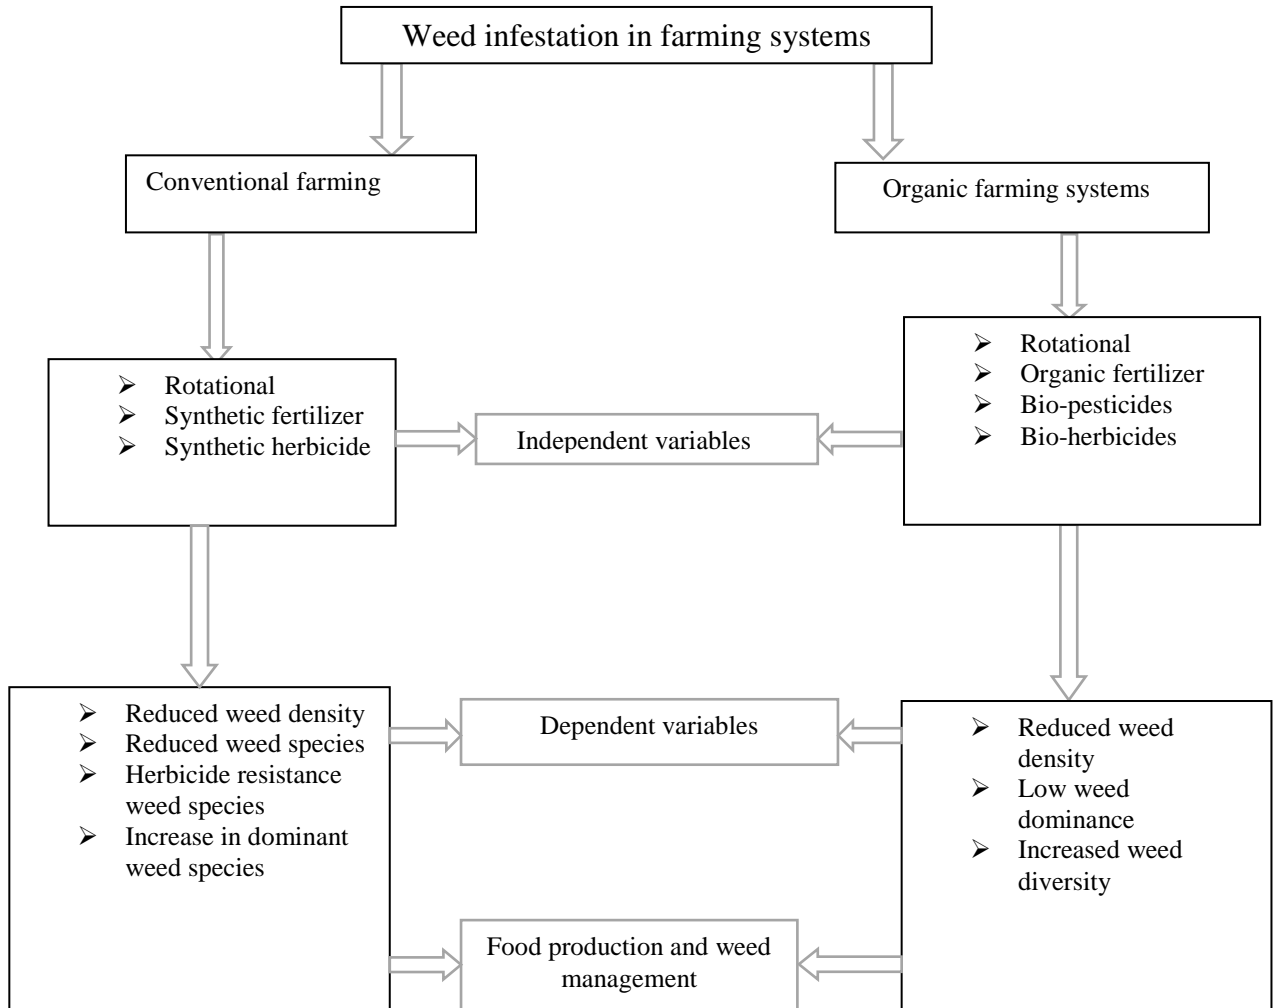 Weed infestation in farming systems
Conventional farming
Organic farming systems
➢ Rotational
➢ Synthetic fertilizer
➢ Synthetic herbicide
Independent variables
➢ Rotational
➢ Organic fertilizer
➢ Bio-pesticides
➢ Bio-herbicides
➢ Reduced weed density
➢ Reduced weed species
➢ Herbicide resistance
weed species
➢ Increase in dominant
weed species
Dependent variables
➢ Reduced weed
density
➢ Low weed
dominance
➢ Increased weed
diversity
Food production and weed
management